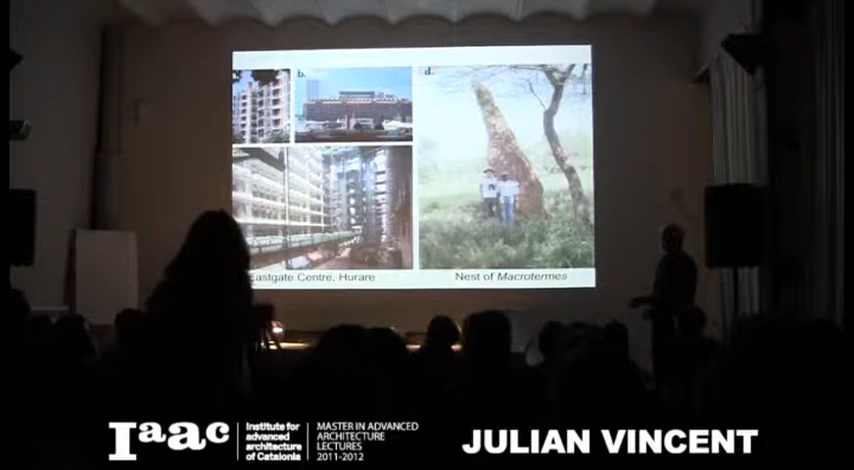 b.
d.
Eastgate Centre, Hurare
Nest of Macrotermes
Iaac
Institute for
advanced
architecture
of Catalonia
MASTER IN ADVANCED
ARCHITECTURE
LECTURES
2011-2012
JULIAN VINCENT